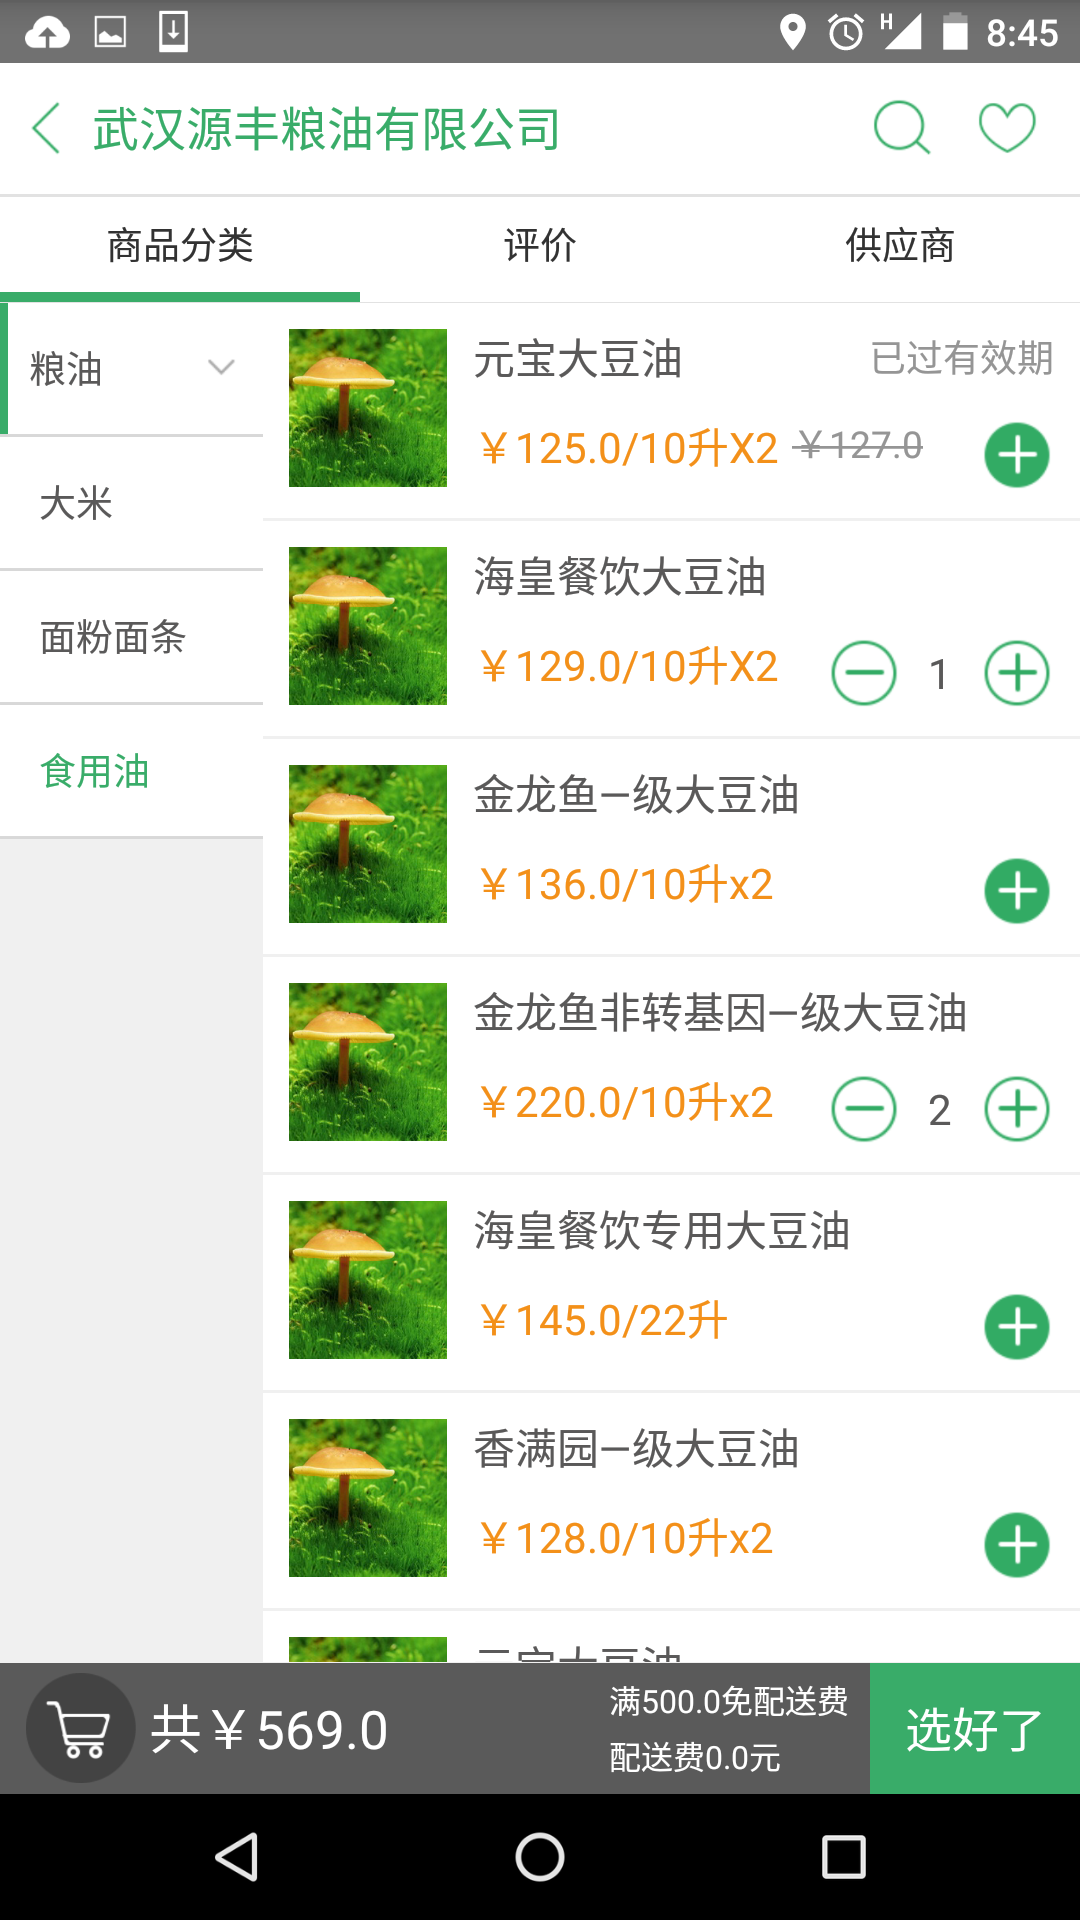 H 8:45
武汉源丰粮油有限公司
商品分类 评价 供应商
粮油
大米
面粉面条
食用油
元宝大豆油 已过有效期
￥125.0/10升X2 ￥127.0
海皇餐饮大豆油
￥129.0/10升X2 1
金龙鱼一级大豆油
￥136.0/10升x2
金龙鱼非转基因一级大豆油
￥220.0/10升x2 2
海皇餐饮专用大豆油
￥145.0/22升
香满园一级大豆油
￥128.0/10升x2
元宝大豆油
共￥569.0
满500.0免配送费
配送费0.0元
选好了